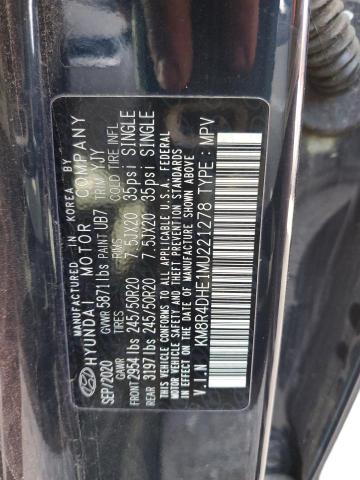 MANUFACTURED IN KOREA BY
HYUNDAI MOTOR COMPANY
SEP/2020 GVWR 5871 lbs PAINT UB7 YJY
GAWR TIRES RMS COLD TIRE INFL
FRONT 2954 lbs 245/50R20 7.5JX20 35psi SINGLE
REAR 3197 lbs 245/50R20 7.5JX20 35psi SINGLE
THIS VEHICLE CONFORMS TO ALL APPLICABLE U.S.A. FEDERAL
MOTOR VEHICLE SAFETY BUMPER, AND THEFT PREVENTION STANDARDS
IN EFFECT ON THE DATE OF MANUFACTURE SHOWN ABOVE.
V.I.N KM8R4DHE1MU221278 TYPE : MPV